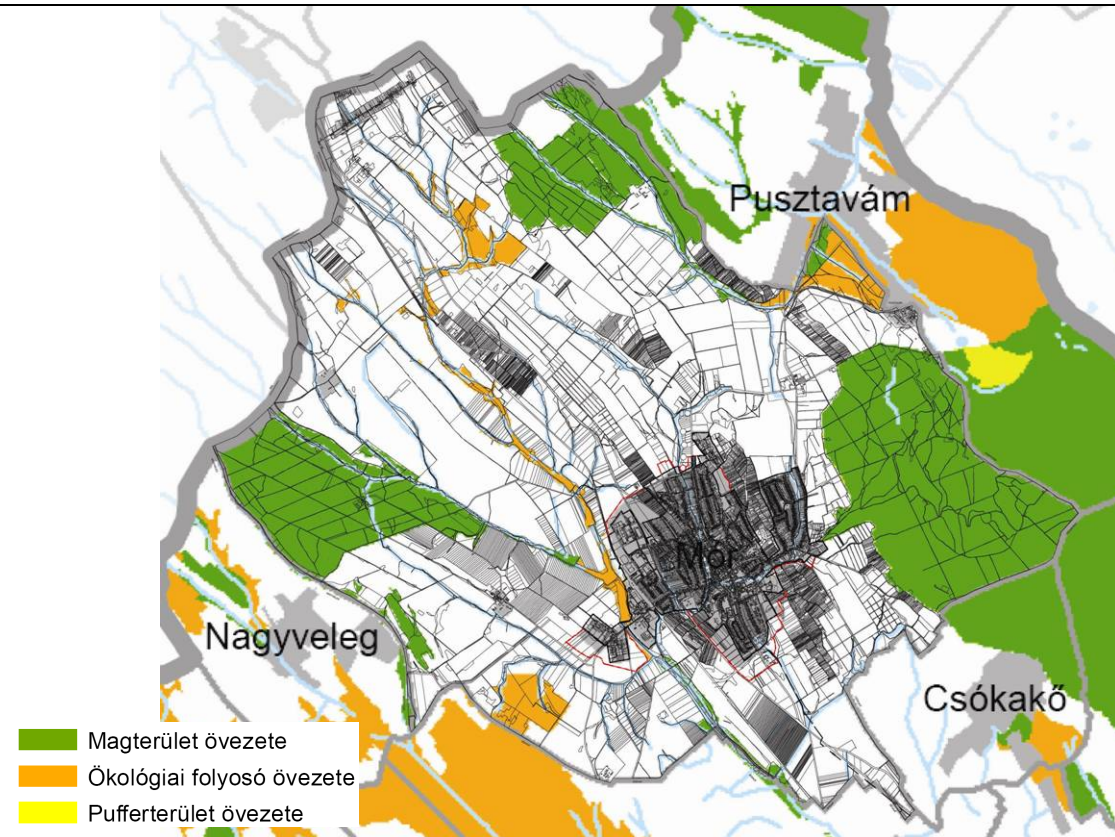 Pusztavám
Mór
Nagyveleg
Csókakő
Magterület övezete
Ökológiai folyosó övezete
Pufferterület övezete